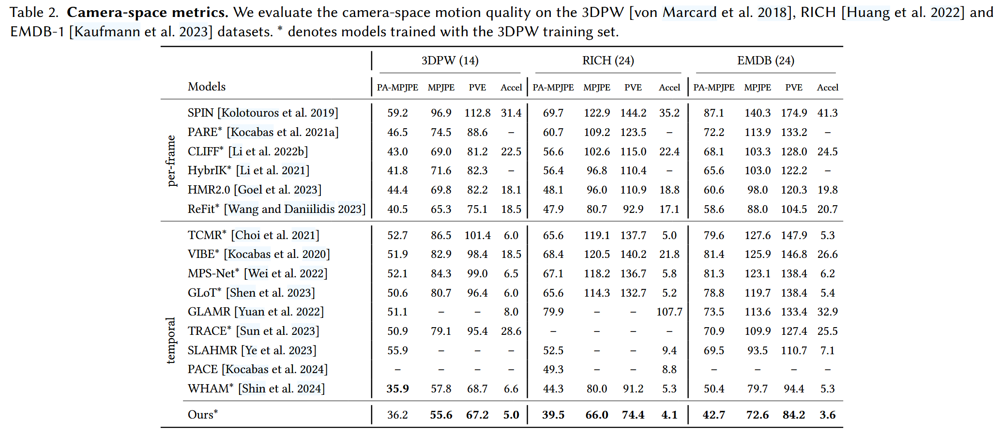 Table 2. Camera-space metrics. We evaluate the camera-space motion quality on the 3DPW [von Marcard et al. 2018], RICH [Huang et al. 2022] and
EMDB-1 [Kaufmann et al. 2023] datasets. * denotes models trained with the 3DPW training set.
3DPW (14) RICH (24) EMDB (24)
Models PA-MPJPE MPJPE PVE Accel PA-MPJPE MPJPE PVE Accel PA-MPJPE MPJPE PVE Accel
per-frame
SPIN [Kolotouros et al. 2019] 59.2 96.9 112.8 31.4 69.7 122.9 144.2 35.2 87.1 140.3 174.9 41.3
PARE* [Kocabas et al. 2021a] 46.5 74.5 88.6 – 60.7 109.2 123.5 – 72.2 113.9 133.2 –
CLIFF* [Li et al. 2022b] 43.0 69.0 81.2 22.5 56.6 102.6 115.0 22.4 68.1 103.3 128.0 24.5
HybrIK* [Li et al. 2021] 41.8 71.6 82.3 – 56.4 96.8 110.4 – 65.6 103.0 122.2 –
HMR2.0 [Goel et al. 2023] 44.4 69.8 82.2 18.1 48.1 96.0 110.9 18.8 60.6 98.0 120.3 19.8
ReFit* [Wang and Daniilidis 2023] 40.5 65.3 75.1 18.5 47.9 80.7 92.9 17.1 58.6 88.0 104.5 20.7
temporal
TCMR* [Choi et al. 2021] 52.7 86.5 101.4 6.0 65.6 119.1 137.7 5.0 79.6 127.6 147.9 5.3
VIBE* [Kocabas et al. 2020] 51.9 82.9 98.4 18.5 68.4 120.5 140.2 21.8 81.4 125.9 146.8 26.6
MPS-Net* [Wei et al. 2022] 52.1 84.3 99.0 6.5 67.1 118.2 136.7 5.8 81.3 123.1 138.4 6.2
GLoT* [Shen et al. 2023] 50.6 80.7 96.4 6.0 65.6 114.3 132.7 5.2 78.8 119.7 138.4 5.4
GLAMR [Yuan et al. 2022] 51.1 – – 8.0 79.9 – – 107.7 73.5 113.6 133.4 32.9
TRACE* [Sun et al. 2023] 50.9 79.1 95.4 28.6 – – – – 70.9 109.9 127.4 25.5
SLAHMR [Ye et al. 2023] 55.9 – – – 52.5 – – 9.4 69.5 93.5 110.7 7.1
PACE [Kocabas et al. 2024] – – – – 49.3 – – 8.8 – – – –
WHAM* [Shin et al. 2024] 35.9 57.8 68.7 6.6 44.3 80.0 91.2 5.3 50.4 79.7 94.4 5.3
Ours* 36.2 55.6 67.2 5.0 39.5 66.0 74.4 4.1 42.7 72.6 84.2 3.6